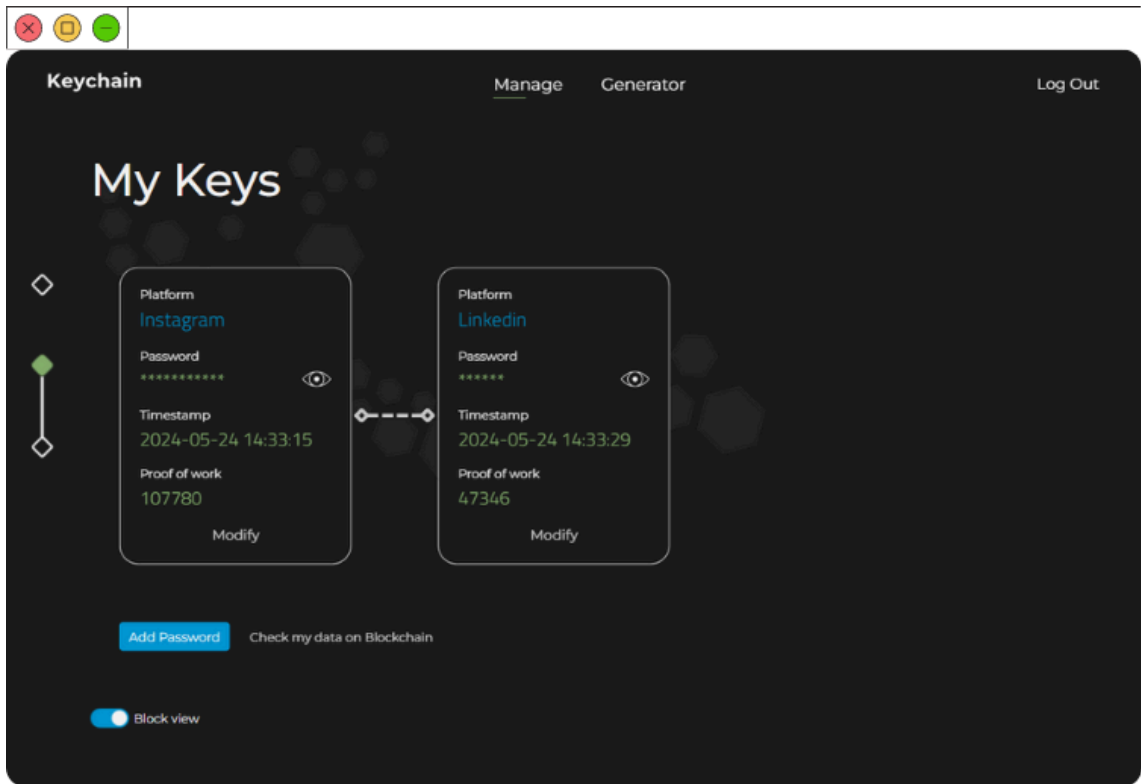 Keychain
Manage
Generator
Log Out
My Keys
Platform
Instagram
Password
***********
Timestamp
2024-05-24 14:33:15
Proof of work
107780
Modify
Platform
Linkedin
Password
******
Timestamp
2024-05-24 14:33:29
Proof of work
47346
Modify
Add Password
Check my data on Blockchain
Block view